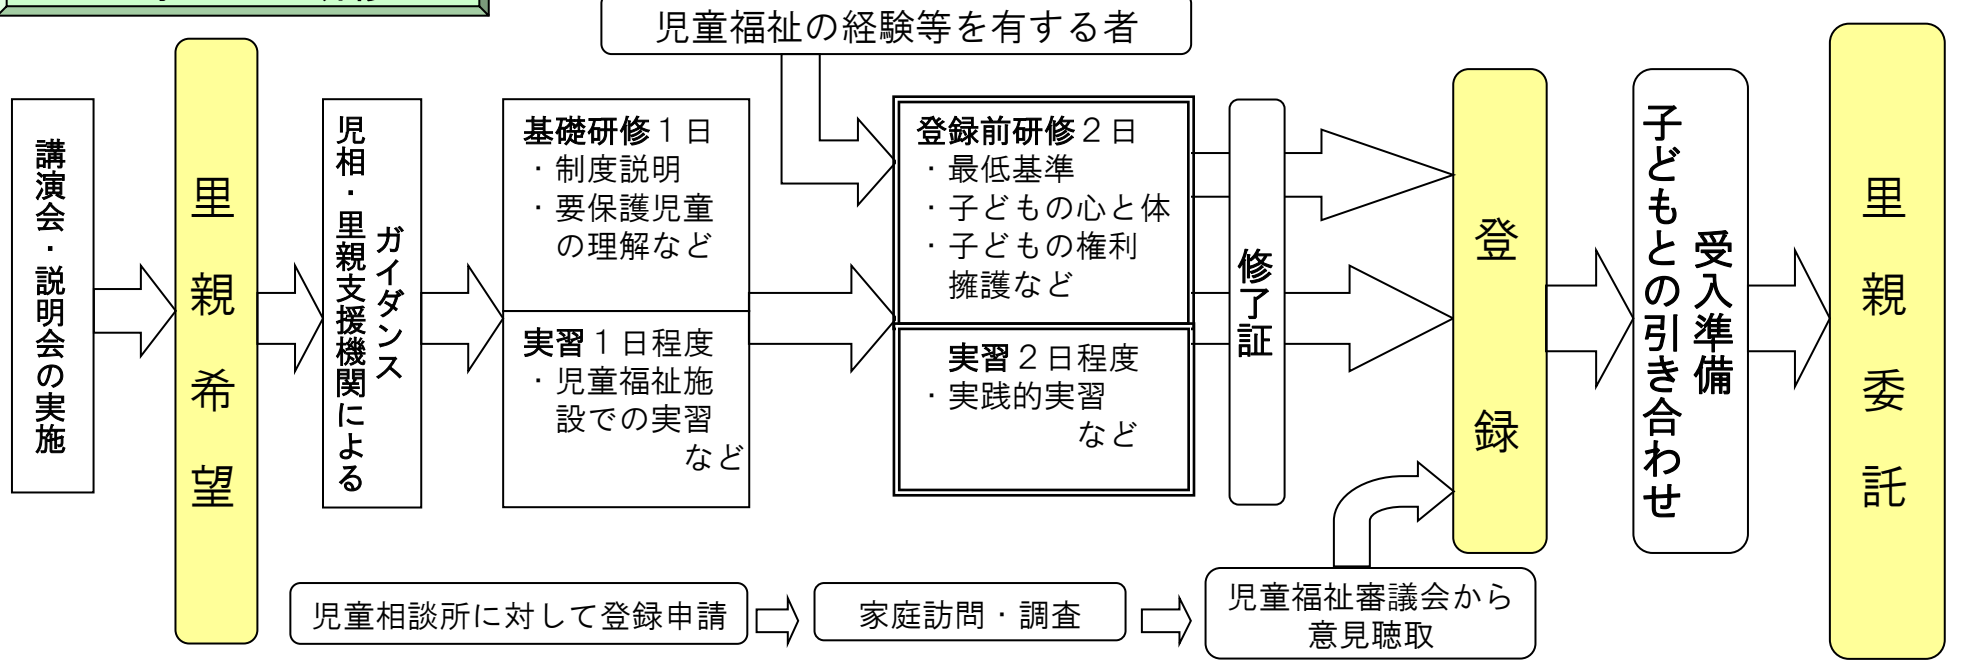 児童福祉の経験等を有する者
講演会・説明会の実施
里親希望
児相・里親支援機関による
ガイダンス
基礎研修１日
・制度説明
・要保護児童
の理解など
実習１日程度
・児童福祉施
設での実習
など
登録前研修２日
・最低基準
・子どもの心と体
・子どもの権利
擁護など
実習２日程度
・実践的実習
など
修了証
登録
子どもとの引き合わせ
受入準備
里親委託
児童相談所に対して登録申請
家庭訪問・調査
児童福祉審議会から
意見聴取